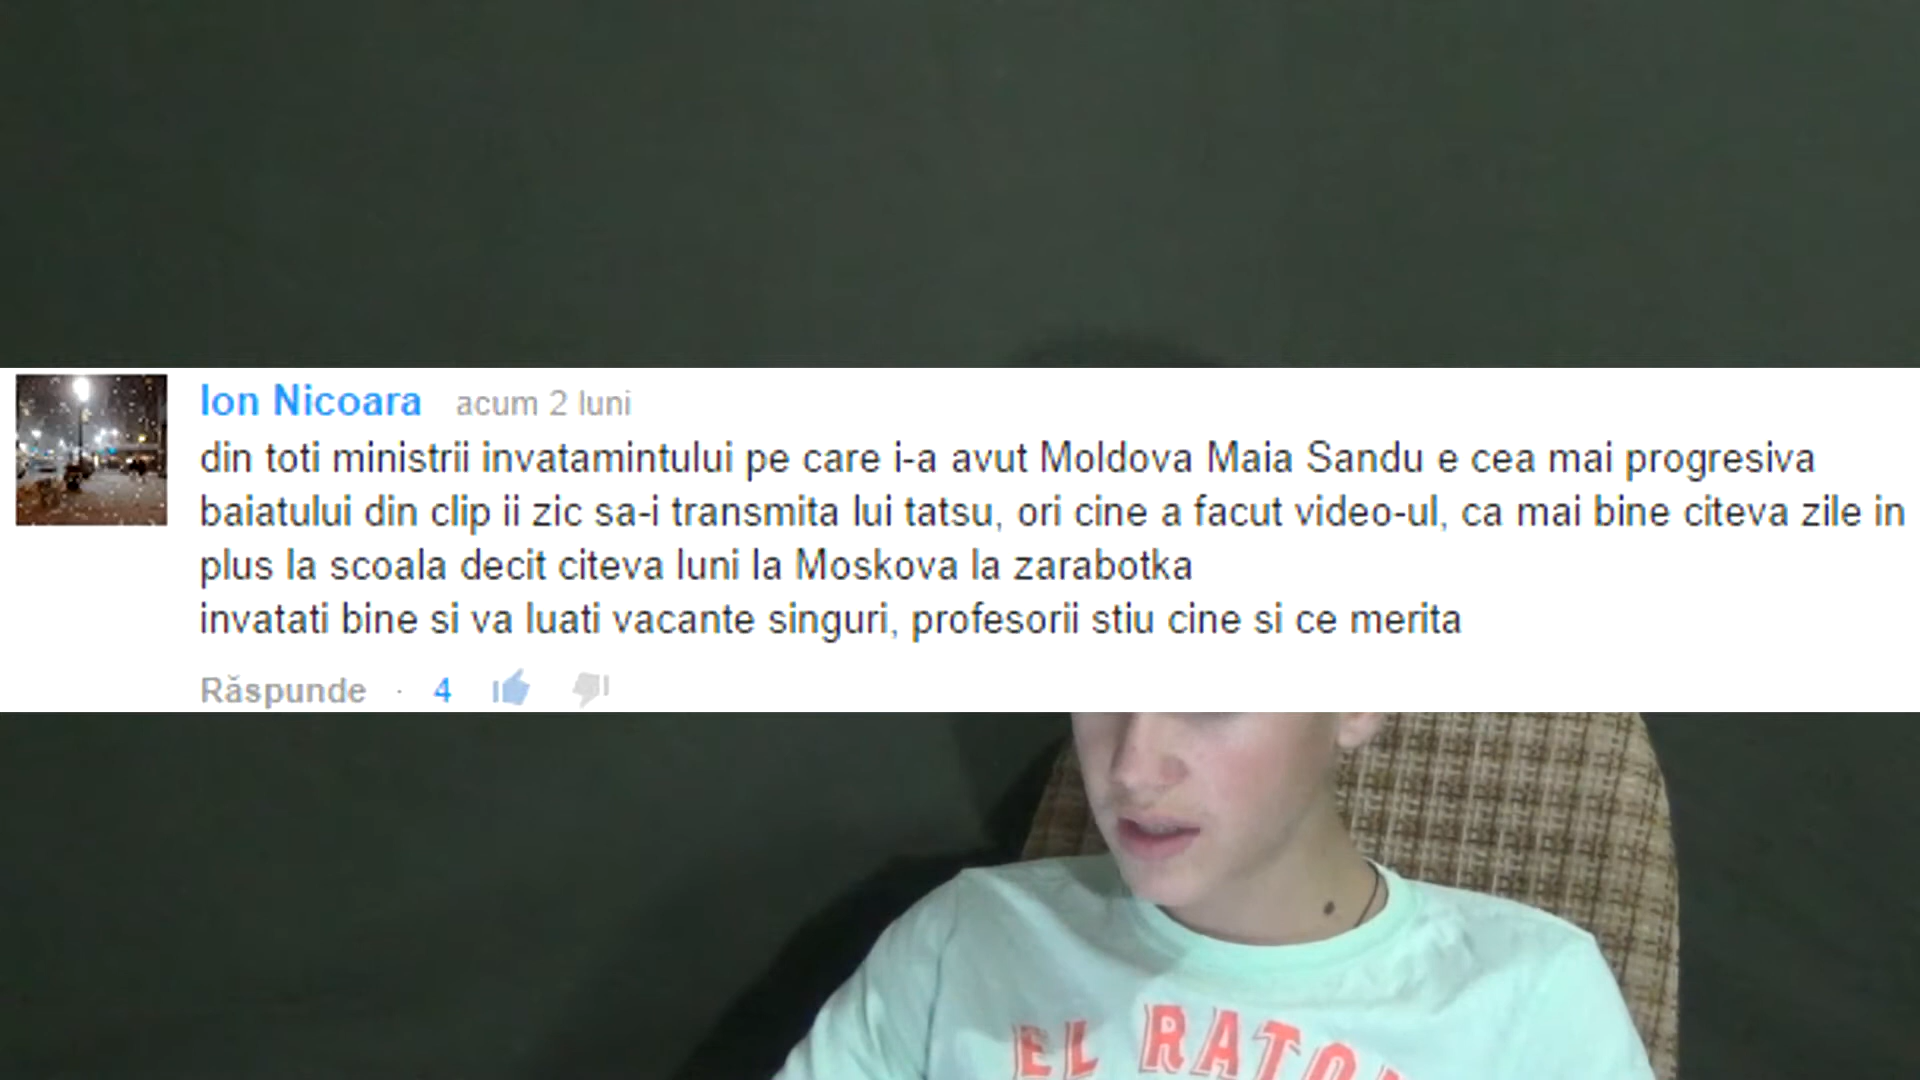 Ion Nicoara acum 2 luni
din toti ministrii invatamintului pe care i-a avut Moldova Maia Sandu e cea mai progresiva
baiatului din clip ii zic sa-i transmita lui tatsu, ori cine a facut video-ul, ca mai bine citeva zile in
plus la scoala decit citeva luni la Moskova la zarabotka
invatati bine si va luati vacante singuri, profesorii stiu cine si ce merita
Răspunde · 4
EL RATO